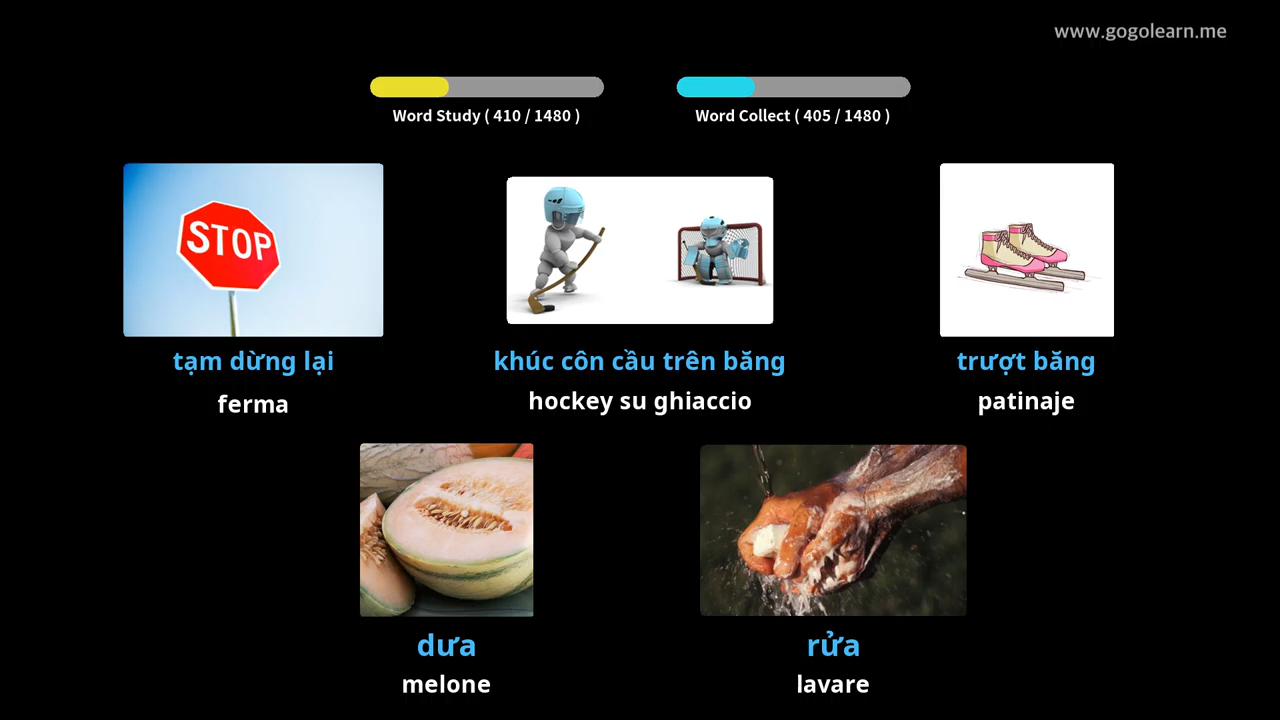 www.gogolearn.me
Word Study ( 410 / 1480 )
Word Collect ( 405 / 1480 )
STOP
tạm dừng lại
khúc côn cầu trên băng
trượt băng
ferma
hockey su ghiaccio
patinaje
dưa
rửa
melone
lavare